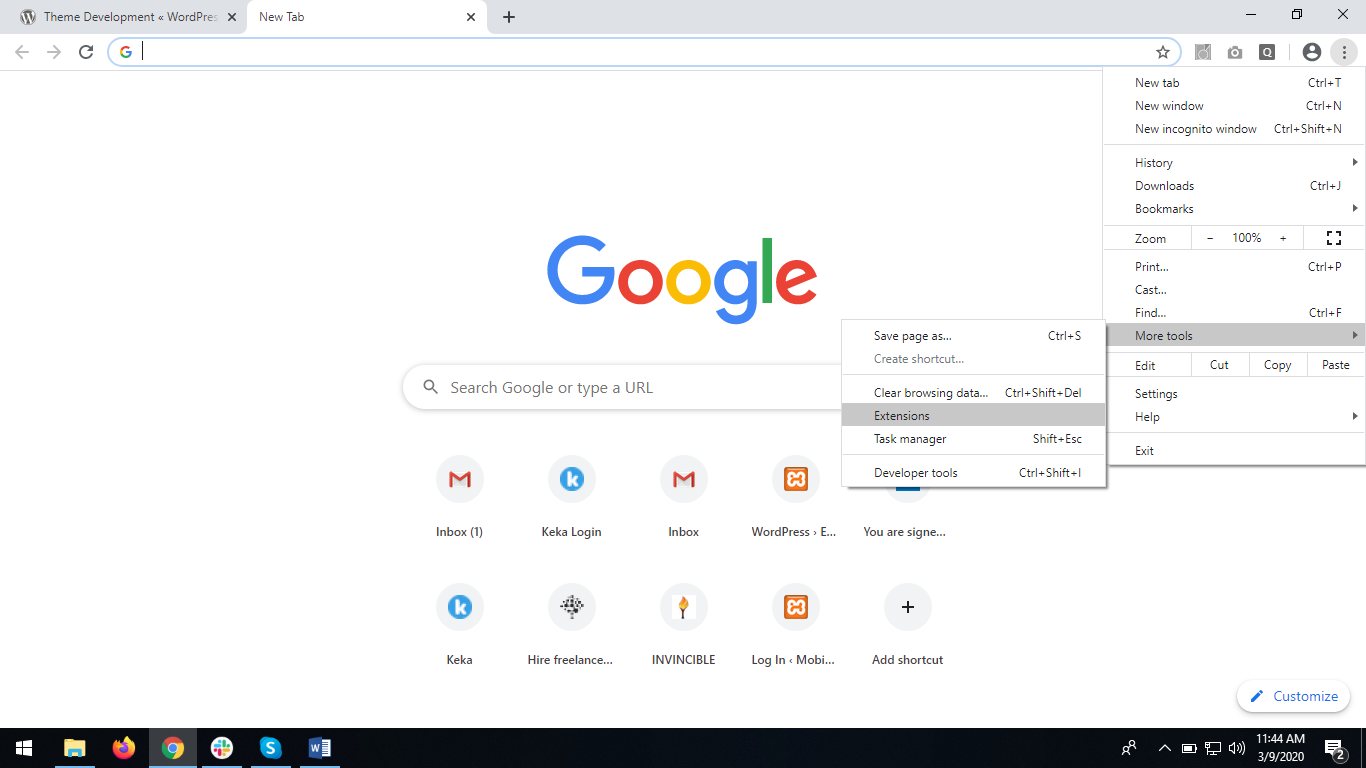 Theme Development « WordPres
New Tab
New tab Ctrl+T
New window Ctrl+N
New incognito window Ctrl+Shift+N
History
Downloads Ctrl+J
Bookmarks
Zoom – 100% +
Print... Ctrl+P
Cast...
Find... Ctrl+F
More tools
Edit Cut Copy Paste
Settings
Help
Exit
Google
Save page as... Ctrl+S
Create shortcut...
Clear browsing data... Ctrl+Shift+Del
Extensions
Task manager Shift+Esc
Developer tools Ctrl+Shift+I
Search Google or type a URL
Inbox (1) Keka Login Inbox WordPress › E... You are signe...
Keka Hire freelance... INVINCIBLE Log In ‹ Mobi... Add shortcut
Customize
11:44 AM
3/9/2020
2